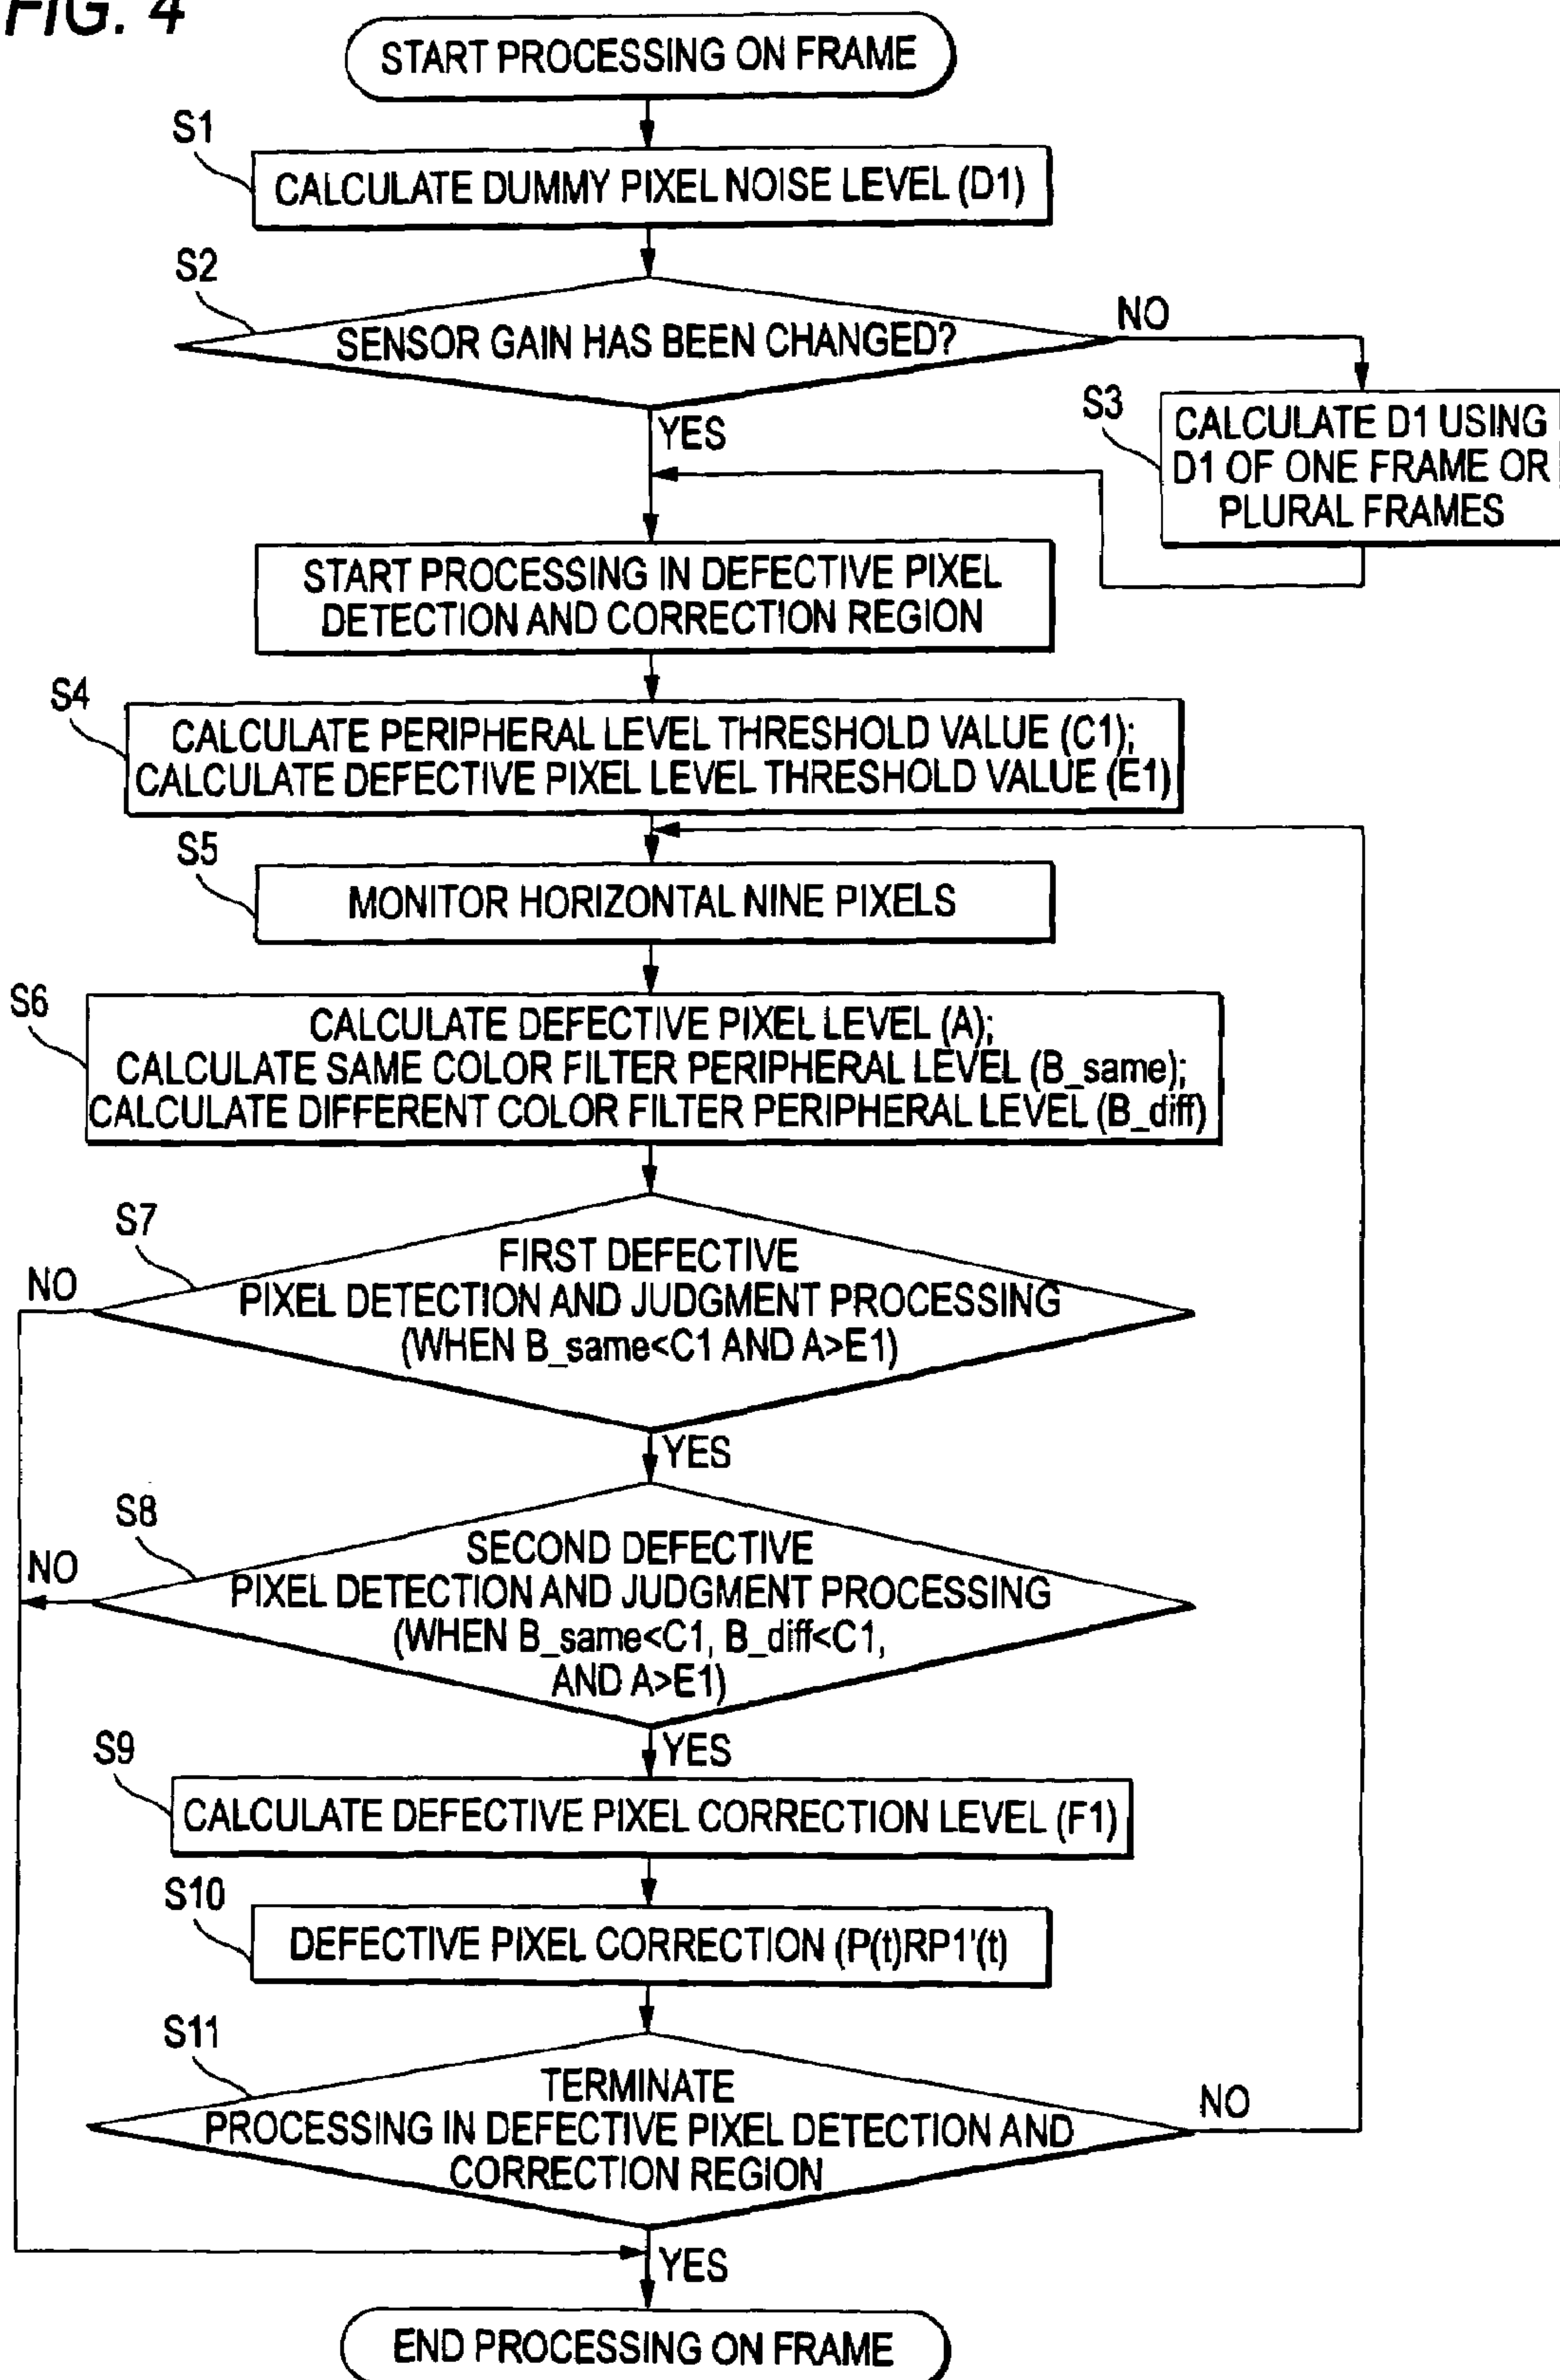 FIG. 4
START PROCESSING ON FRAME
S1
CALCULATE DUMMY PIXEL NOISE LEVEL (D1)
S2
SENSOR GAIN HAS BEEN CHANGED?
NO
YES
S3
CALCULATE D1 USING
D1 OF ONE FRAME OR
PLURAL FRAMES
START PROCESSING IN DEFECTIVE PIXEL
DETECTION AND CORRECTION REGION
S4
CALCULATE PERIPHERAL LEVEL THRESHOLD VALUE (C1);
CALCULATE DEFECTIVE PIXEL LEVEL THRESHOLD VALUE (E1)
S5
MONITOR HORIZONTAL NINE PIXELS
S6
CALCULATE DEFECTIVE PIXEL LEVEL (A);
CALCULATE SAME COLOR FILTER PERIPHERAL LEVEL (B_same);
CALCULATE DIFFERENT COLOR FILTER PERIPHERAL LEVEL (B_diff)
S7
NO
FIRST DEFECTIVE
PIXEL DETECTION AND JUDGMENT PROCESSING
(WHEN B_same<C1 AND A>E1)
YES
S8
NO
SECOND DEFECTIVE
PIXEL DETECTION AND JUDGMENT PROCESSING
(WHEN B_same<C1, B_diff<C1,
AND A>E1)
YES
S9
CALCULATE DEFECTIVE PIXEL CORRECTION LEVEL (F1)
S10
DEFECTIVE PIXEL CORRECTION (P(t)RP1'(t)
S11
TERMINATE
PROCESSING IN DEFECTIVE PIXEL DETECTION AND
CORRECTION REGION
NO
YES
END PROCESSING ON FRAME